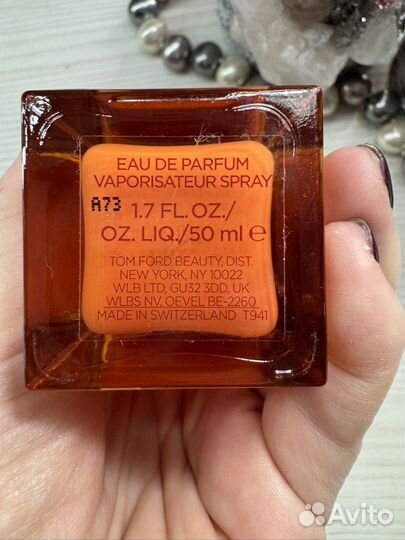 EAU DE PARFUM
VAPORISATEUR SPRAY
A73 1.7 FL.OZ./
OZ. LIQ./50 ml e
TOM FORD BEAUTY, DIST.
NEW YORK, NY 10022
WLB LTD, GU32 3DD, UK
WLBS NV. OEVEL BE-2260
MADE IN SWITZERLAND T941
Avito